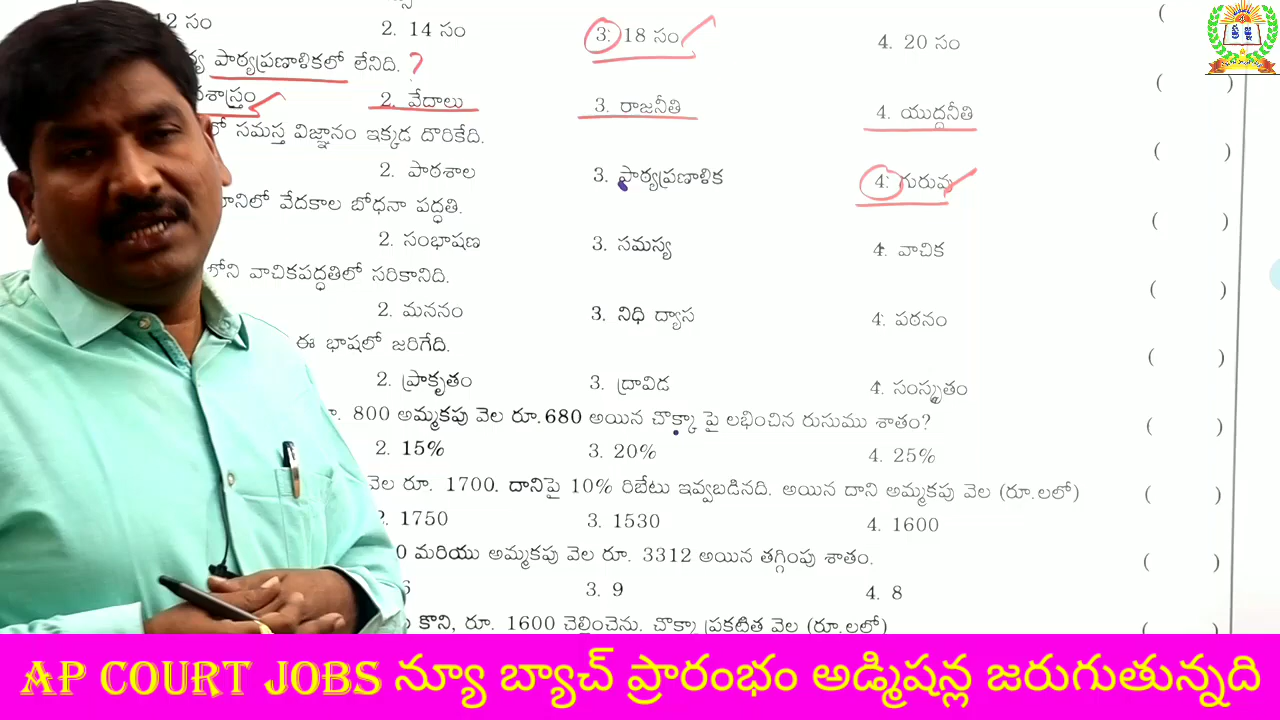 12 సం 2. 14 సం 3. 18 సం 4. 20 సం ( 
పాఠ్యప్రణాళికలో లేనిది. ? ( )
2. వేదాలు 3. రాజనీతి 4. యుద్ధనీతి
లో సమస్త విజ్ఞానం ఇక్కడ దొరికేది. ( )
2. పాఠశాల 3. పాఠ్యప్రణాళిక 4. గురువు
వేదకాల బోధనా పద్ధతి. ( )
2. సంభాషణ 3. సమస్య 4. వాచిక
వాచికపద్ధతిలో సరికానిది. ( )
2. మననం 3. నిధి ద్యాస 4. పఠనం
ఈ భాషలో జరిగేది. ( )
2. ప్రాకృతం 3. ద్రావిడ 4. సంస్కృతం
800 అమ్మకపు వెల రూ.680 అయిన చొక్కా పై లభించిన రుసుము శాతం? ( )
2. 15% 3. 20% 4. 25%
వెల రూ. 1700. దానిపై 10% రిబేటు ఇవ్వబడినది. అయిన దాని అమ్మకపు వెల (రూ.లలో) ( )
2. 1750 3. 1530 4. 1600
0 మరియు అమ్మకపు వెల రూ. 3312 అయిన తగ్గింపు శాతం. ( )
3. 9 4. 8
కొని, రూ. 1600 చెల్లించెను. చొక్కా ప్రకటిత వెల (రూ.లలో) ( )
AP COURT JOBS న్యూ బ్యాచ్ ప్రారంభం అడ్మిషన్ల జరుగుతున్నది